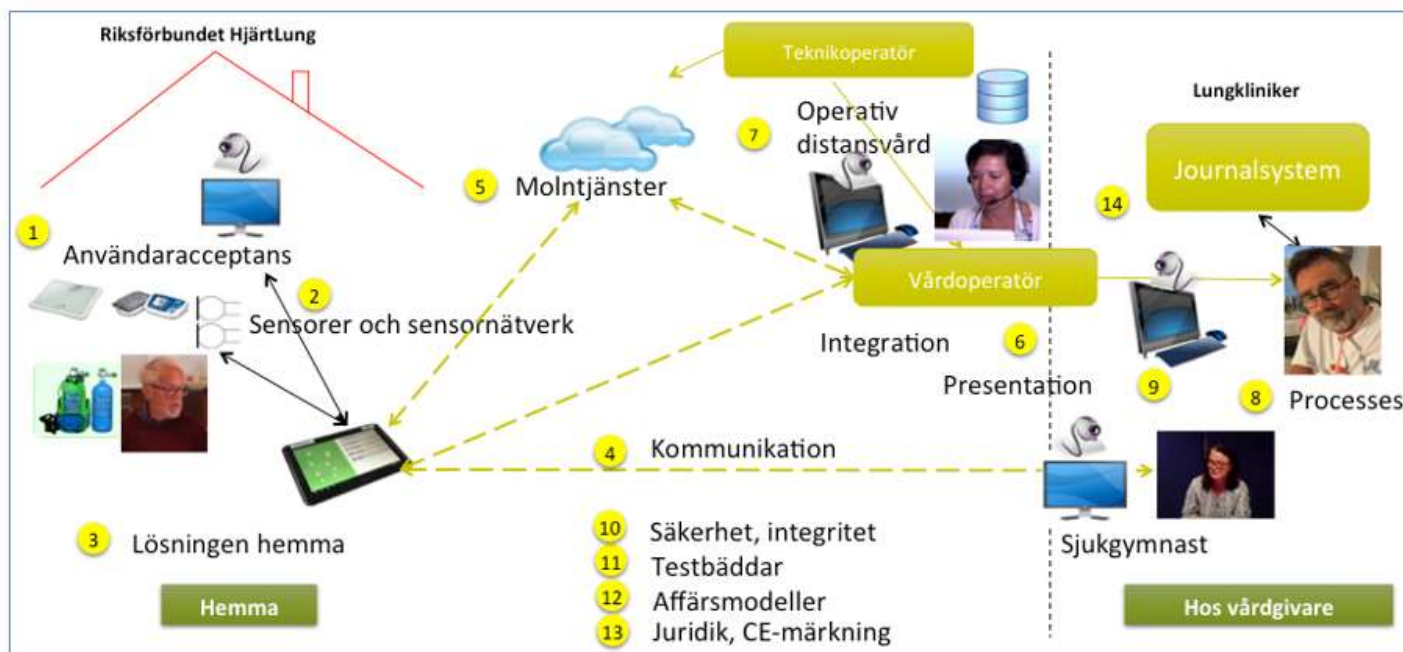 Riksförbundet HjärtLung
Teknikoperatör
Lungkliniker
7
Operativ
distansvård
Journalsystem
5
Molntjänster
14
1
Användaracceptans
2
Sensorer och sensornätverk
Vårdoperatör
Integration
6
Presentation
9
8
Processes
4
Kommunikation
3
Lösningen hemma
10
Säkerhet, integritet
Sjukgymnast
11
Testbäddar
12
Affärsmodeller
13
Juridik, CE-märkning
Hemma
Hos vårdgivare